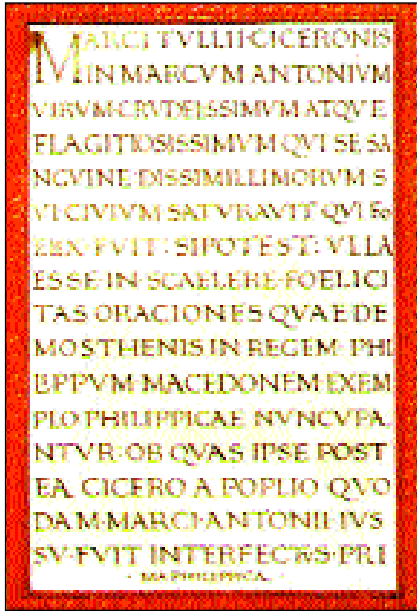 MARCI TVLLII·CICERONIS
IN MARCVM ANTONIVM
VIRVM·CRVDELISSIMVM ATQVE
FLAGITIOSISSIMVM QVI SE SA
NGVINE·DISSIMILLIMORVM S
VI CIVIVM SATVRAVIT QVI
FVIT: SI POTEST: VLLA
ESSE·IN·SCAELERE·FOELICI
TAS ORACIONES QVAE DE
MOSTHENIS IN REGEM· PHI
LIPPVM·MACEDONEM·EXEM
PLO PHILIPPICAE NVNCVPA
NTVR·OB QVAS IPSE POST
EA CICERO A POPLIO QVO
DAM·MARCI·ANTONII·IVS
SV·FVIT INTERFECTVS·PRI
MA PHILIPPICA